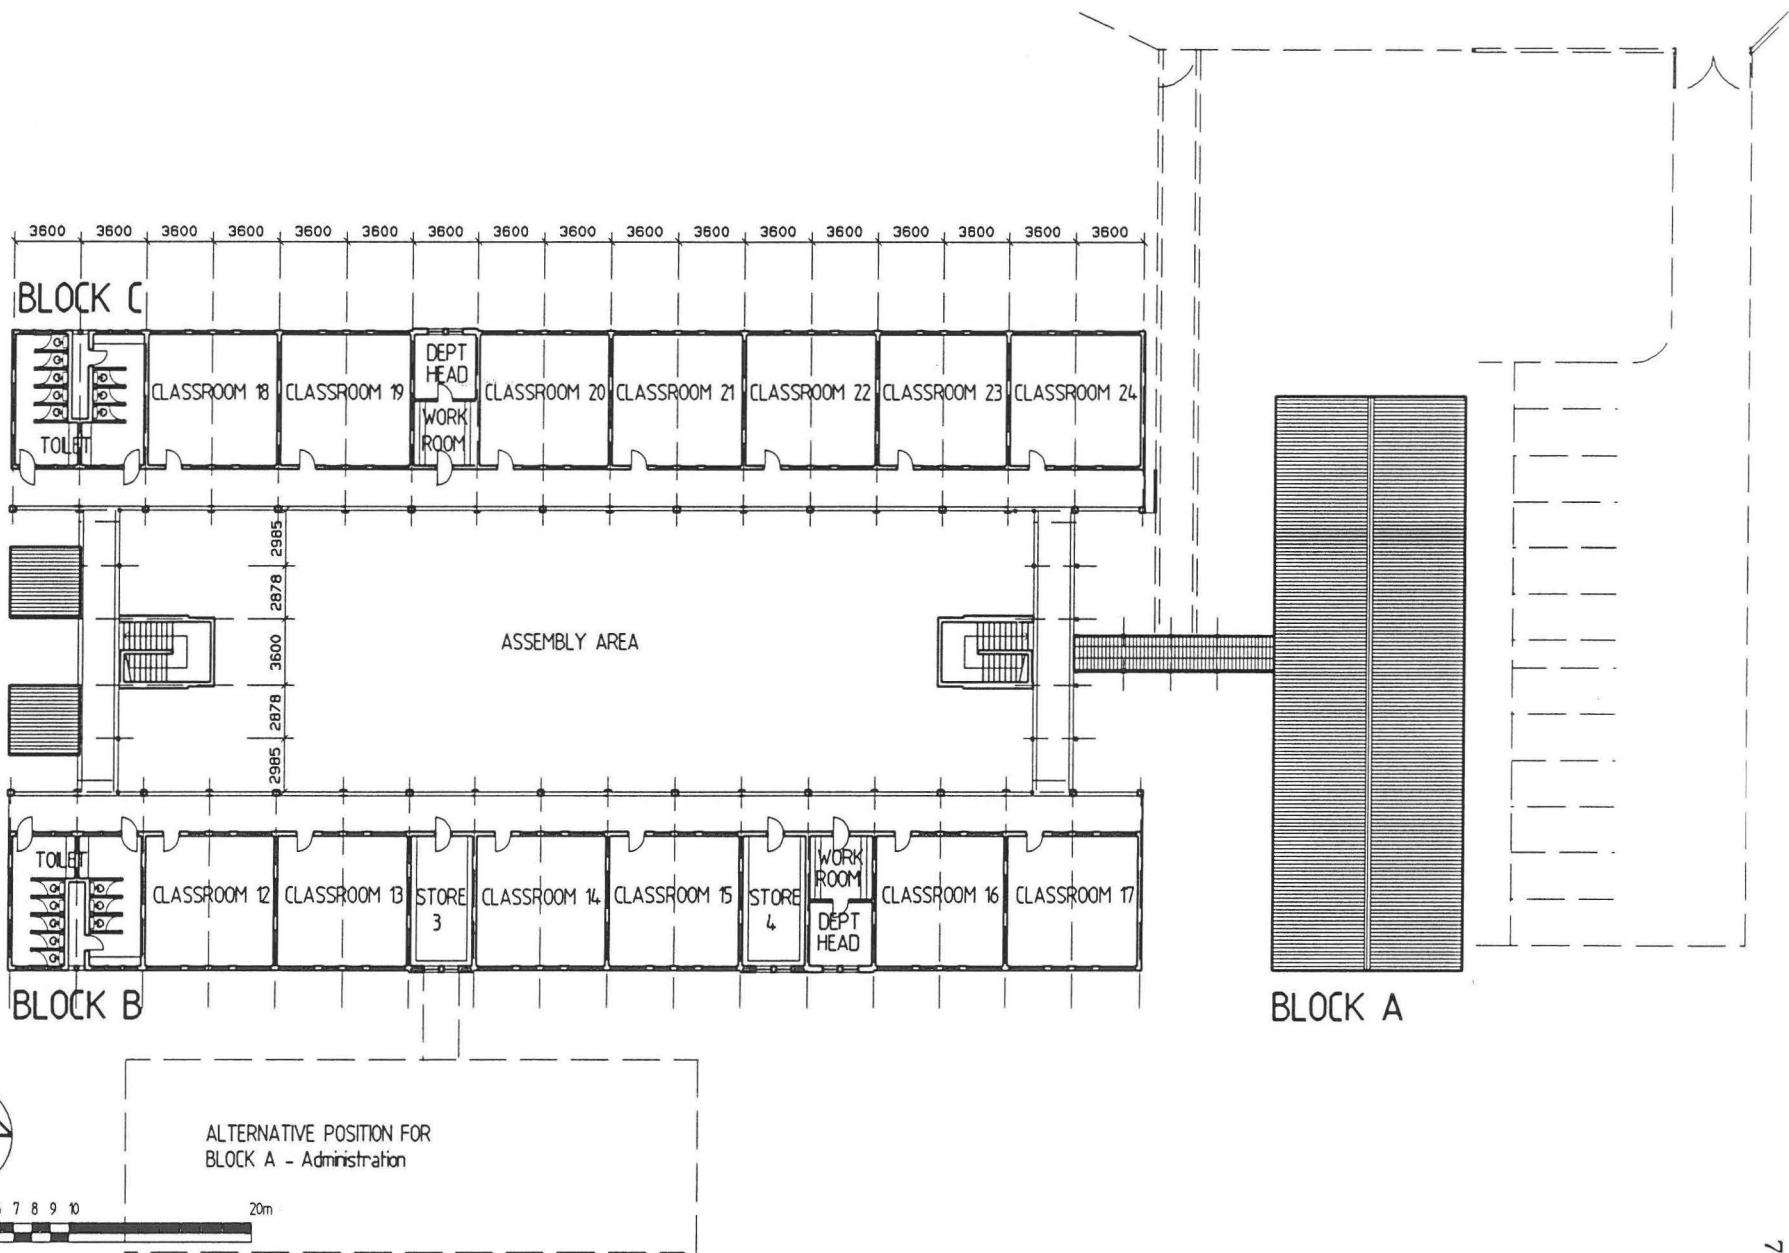 3600 3600 3600 3600 3600 3600 3600 3600 3600 3600 3600 3600 3600 3600 3600 3600 3600
BLOCK C
DEPT
HEAD
CLASSROOM 18 CLASSROOM 19 CLASSROOM 20 CLASSROOM 21 CLASSROOM 22 CLASSROOM 23 CLASSROOM 24
WORK
ROOM
TOILET
2985
2878
3600
2878
2985
ASSEMBLY AREA
TOILET
WORK
ROOM
CLASSROOM 12 CLASSROOM 13 STORE CLASSROOM 14 CLASSROOM 15 STORE CLASSROOM 16 CLASSROOM 17
3 4
DEPT
HEAD
BLOCK B
BLOCK A
ALTERNATIVE POSITION FOR
BLOCK A - Administration
7 8 9 10 20m
7